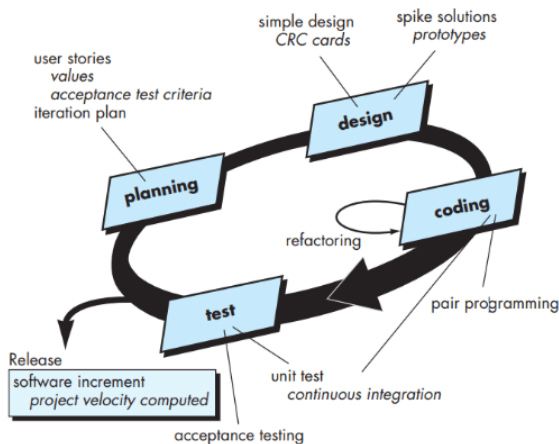 simple design
CRC cards
spike solutions
prototypes
user stories
values
acceptance test criteria
iteration plan
design
planning
coding
refactoring
test
pair programming
Release
software increment
project velocity computed
unit test
continuous integration
acceptance testing